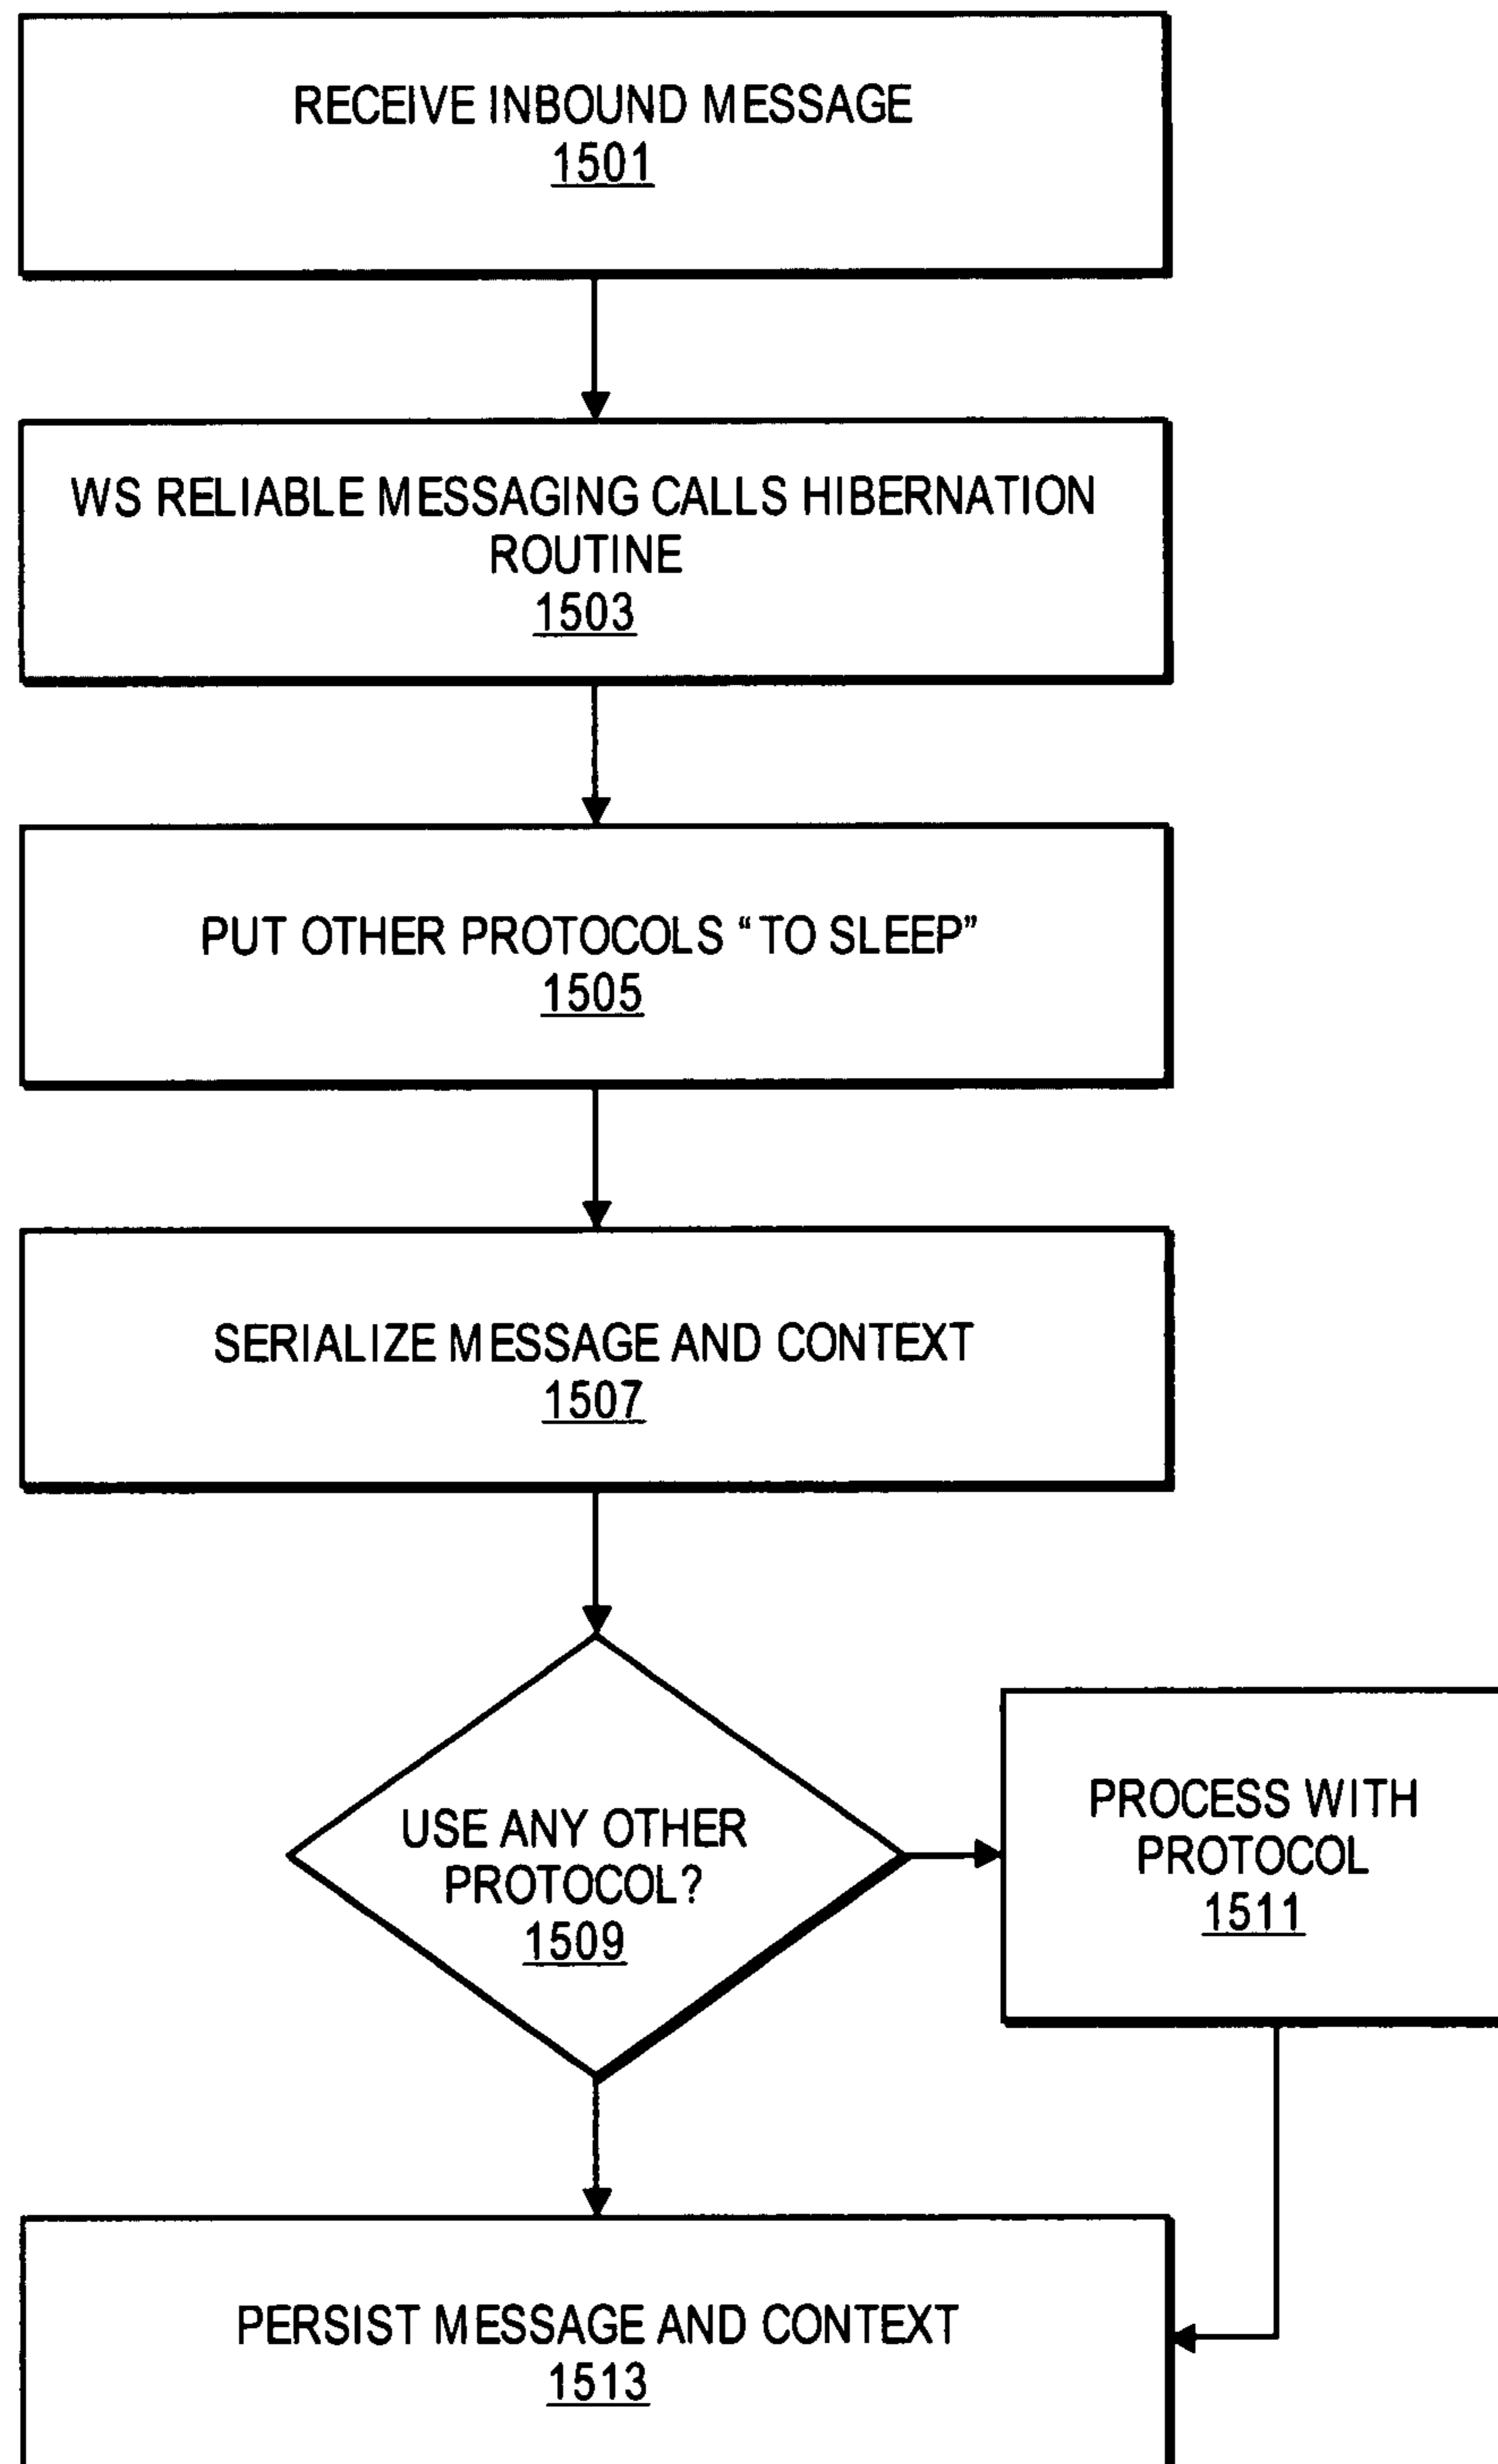 RECEIVE INBOUND MESSAGE
1501
WS RELIABLE MESSAGING CALLS HIBERNATION
ROUTINE
1503
PUT OTHER PROTOCOLS “TO SLEEP”
1505
SERIALIZE MESSAGE AND CONTEXT
1507
USE ANY OTHER
PROTOCOL?
1509
PROCESS WITH
PROTOCOL
1511
PERSIST MESSAGE AND CONTEXT
1513